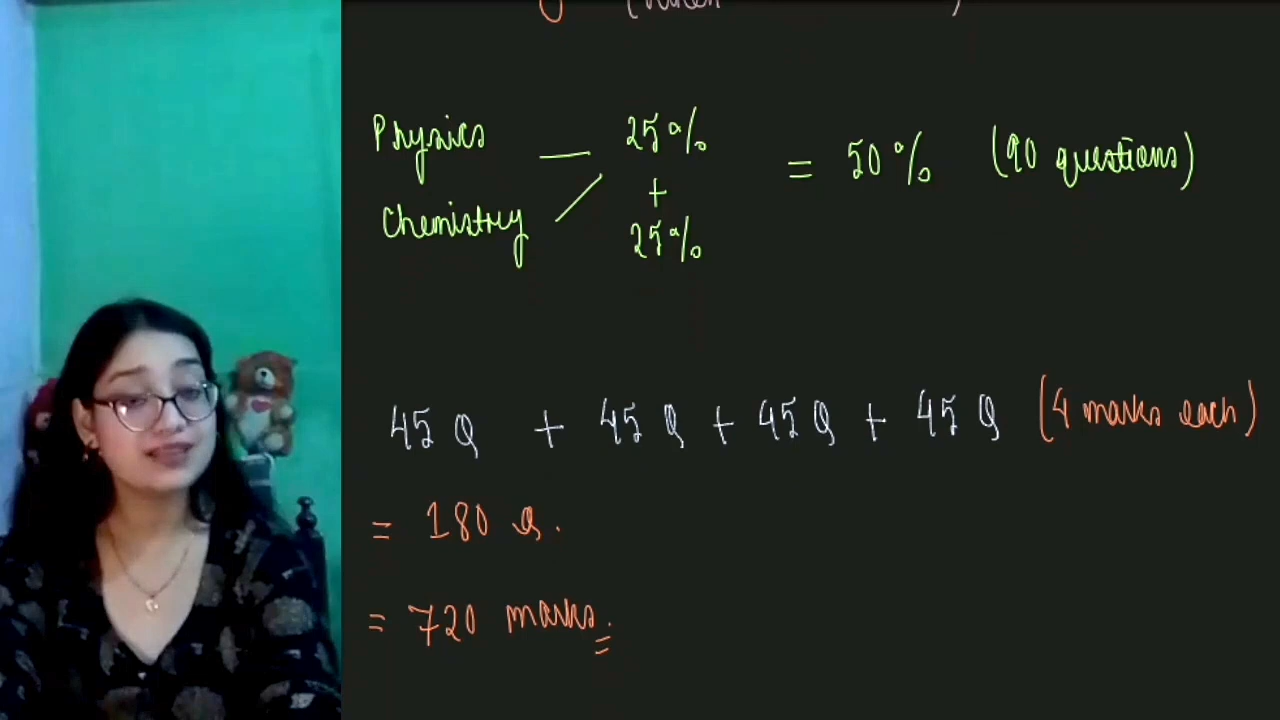 Physics — 25% = 50% (90 questions)
+
Chemistry 25%
45 Q + 45 Q + 45 Q + 45 Q (4 marks each)
= 180 Q.
= 720 marks.